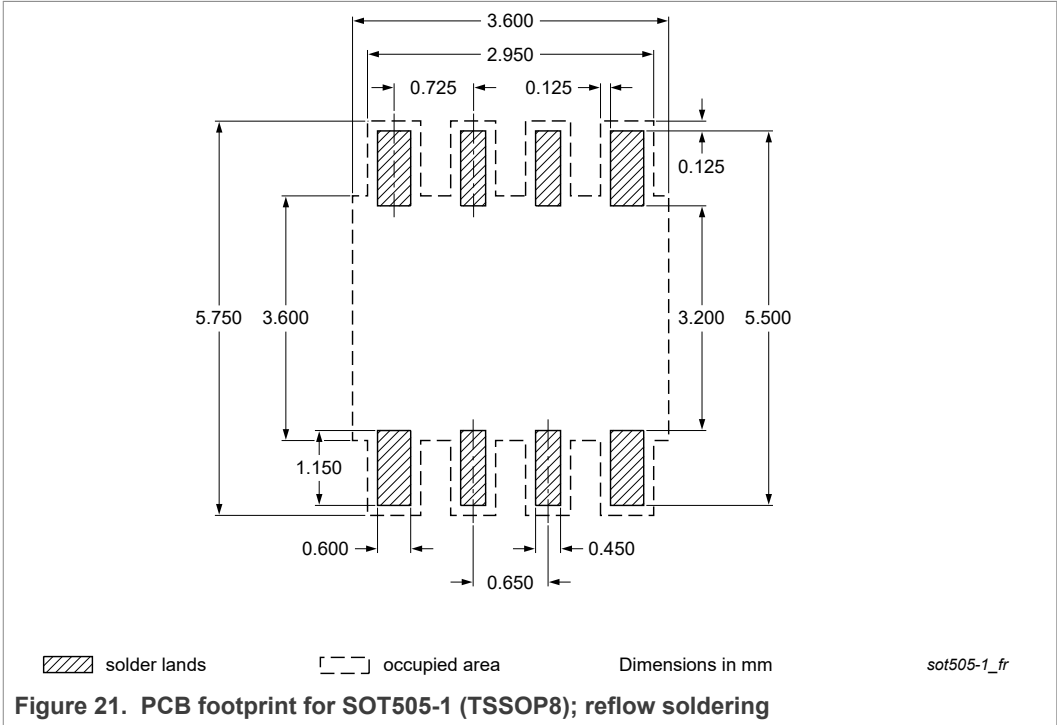 3.600
2.950
0.725 0.125
0.125
5.750 3.600 3.200 5.500
1.150
0.600 0.450
0.650
solder lands occupied area Dimensions in mm sot505-1_fr
Figure 21. PCB footprint for SOT505-1 (TSSOP8); reflow soldering